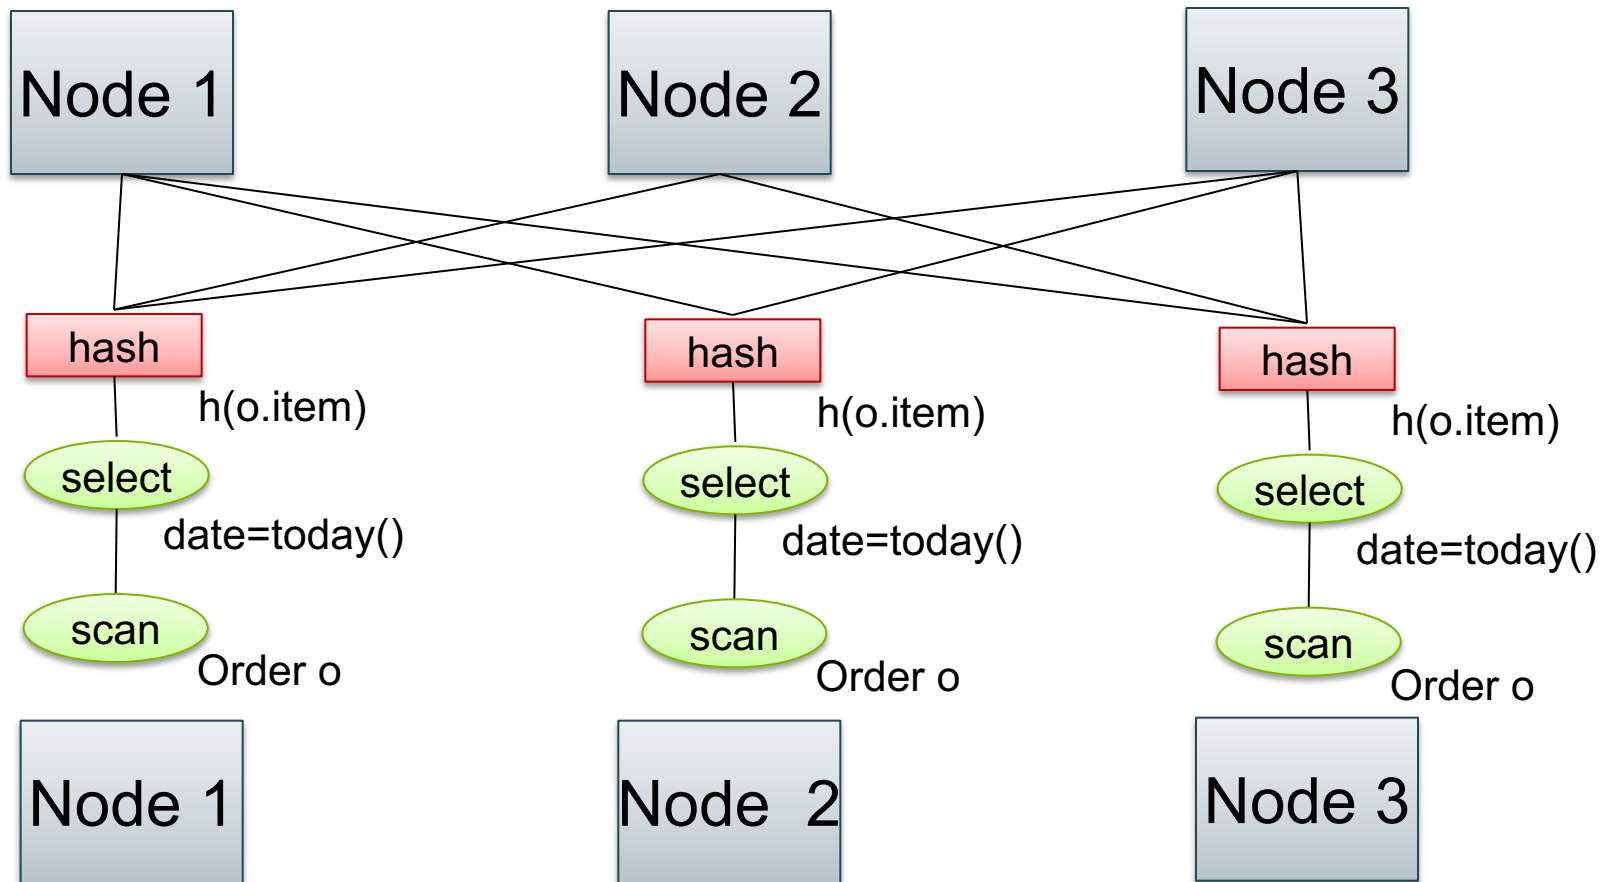 Node 1
Node 2
Node 3
hash
hash
hash
h(o.item)
h(o.item)
h(o.item)
select
select
select
date=today()
date=today()
date=today()
scan
scan
scan
Order o
Order o
Order o
Node 1
Node 2
Node 3